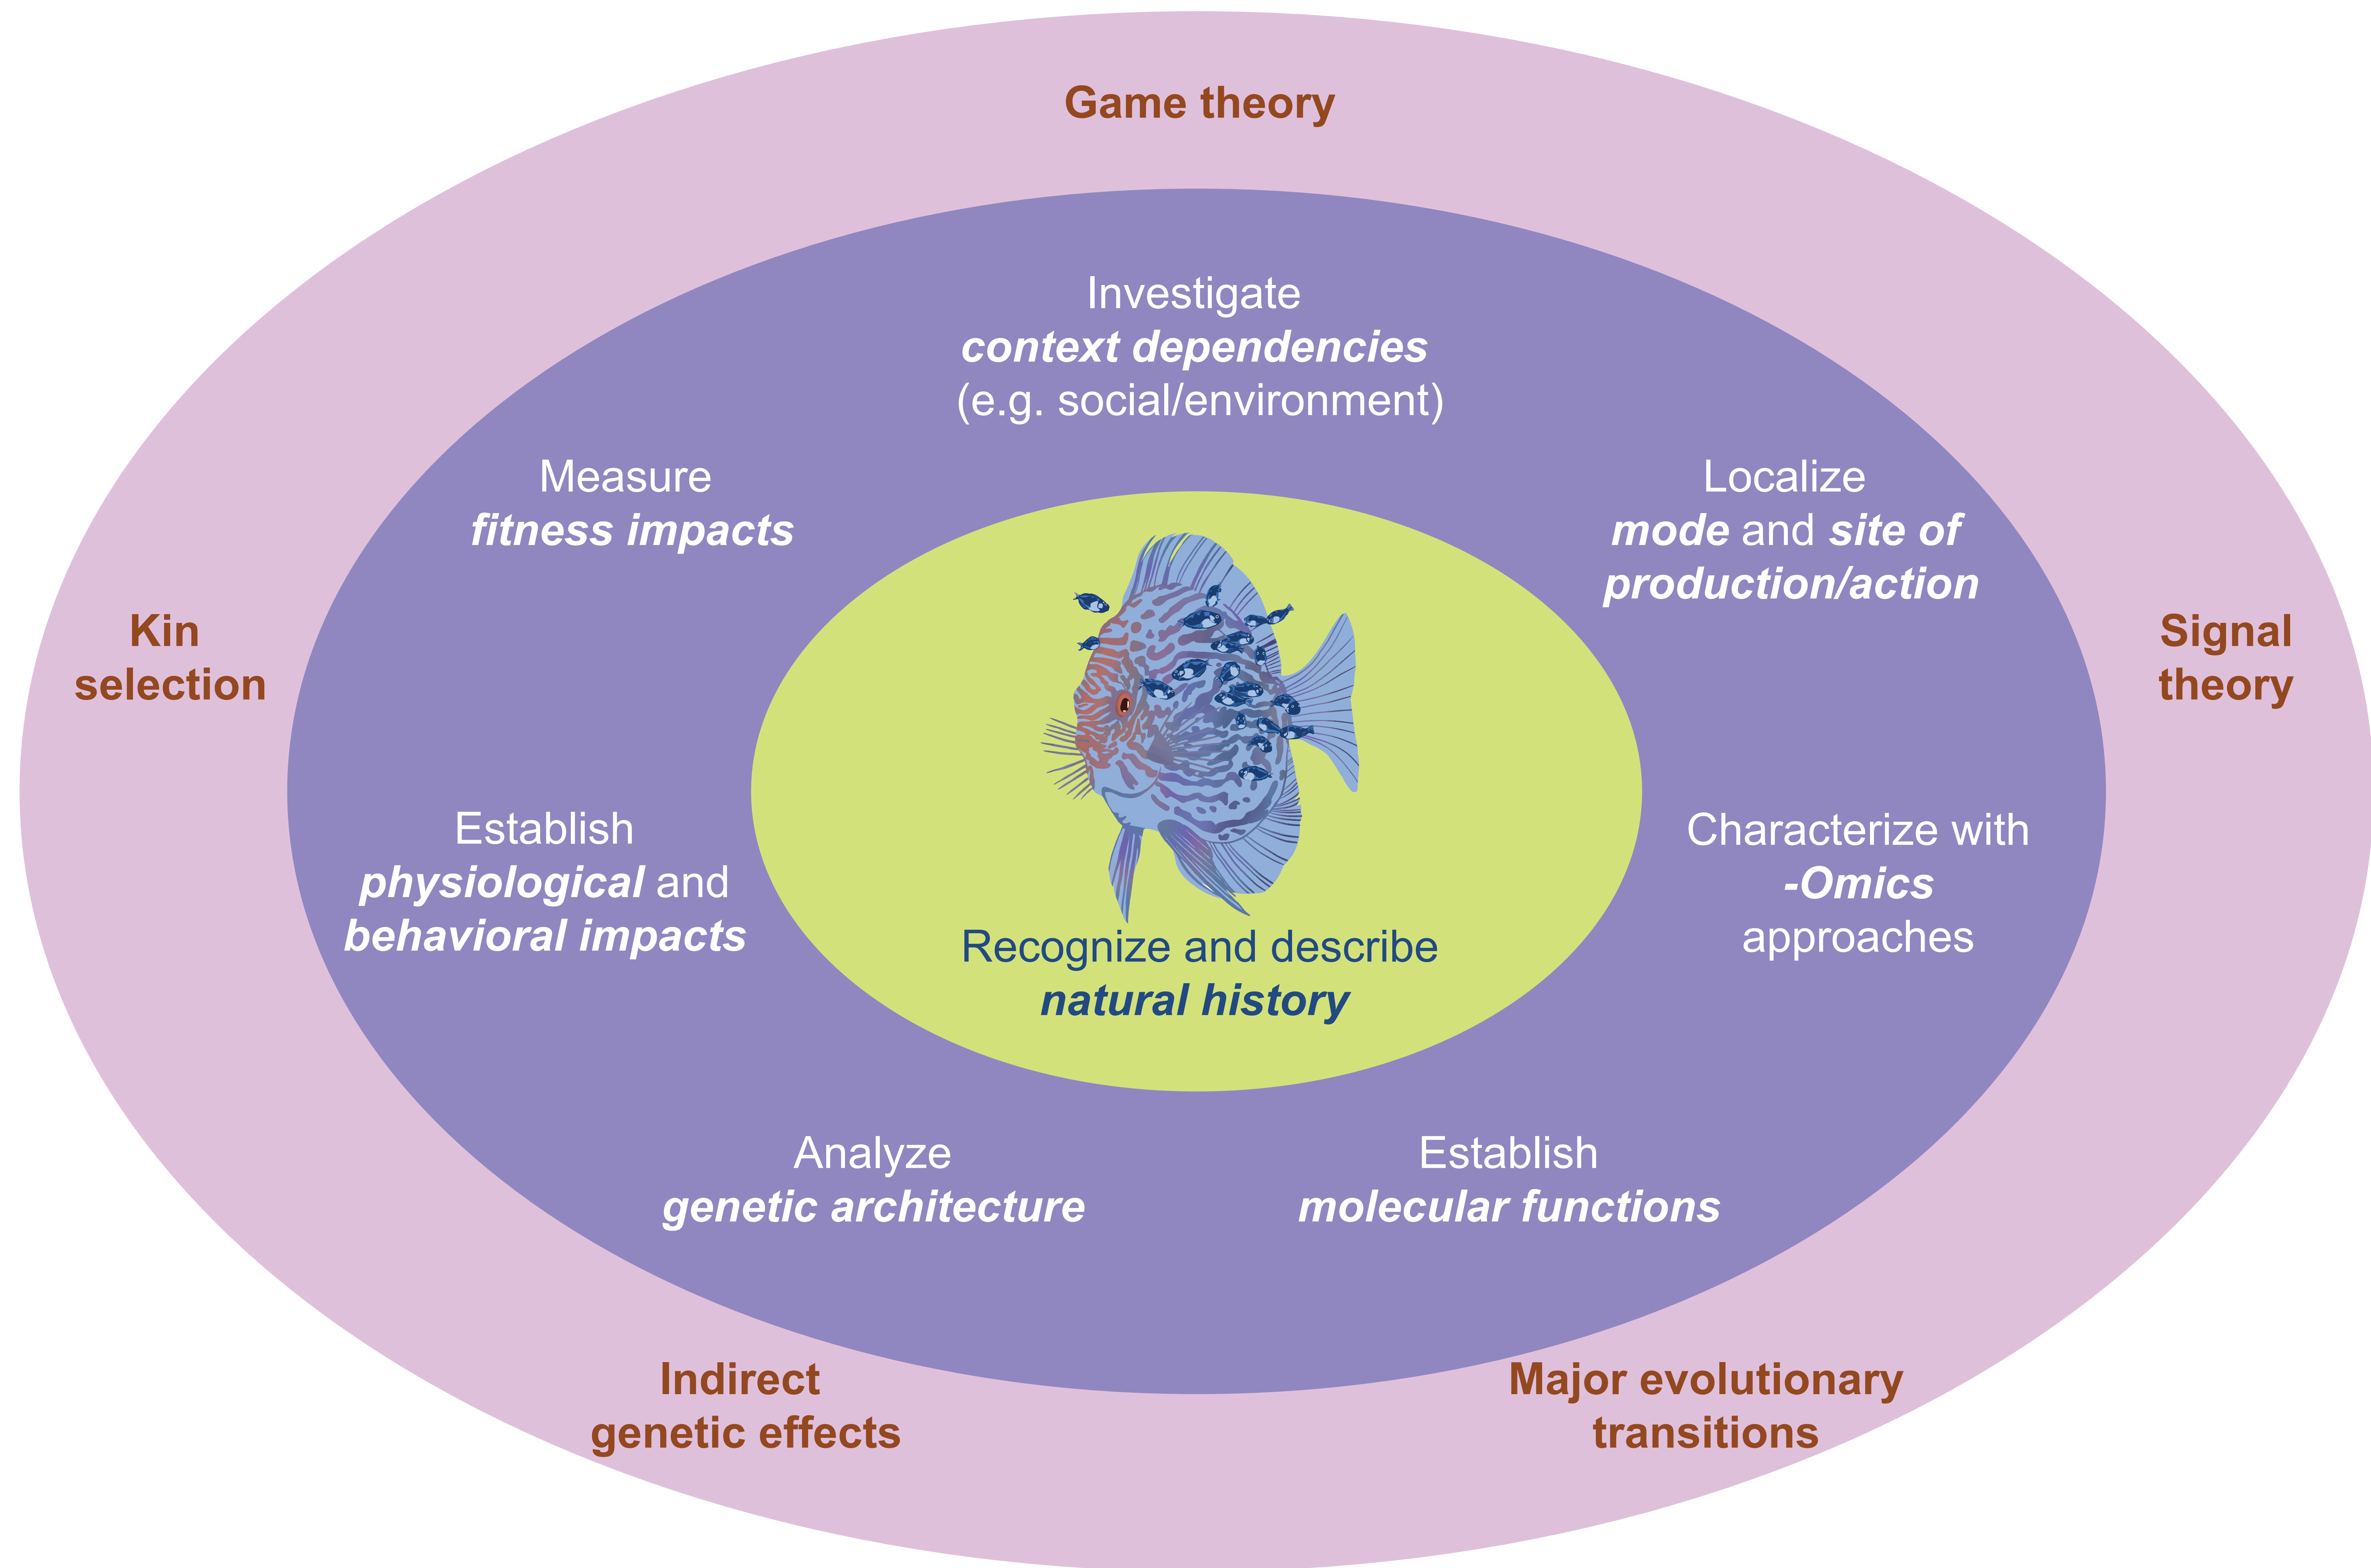 Game theory
Investigate
context dependencies
(e.g. social/environment)
Measure
fitness impacts
Localize
mode and site of
production/action
Kin
selection
Signal
theory
Establish
physiological and
behavioral impacts
Characterize with
-Omics
approaches
Recognize and describe
natural history
Analyze
genetic architecture
Establish
molecular functions
Indirect
genetic effects
Major evolutionary
transitions